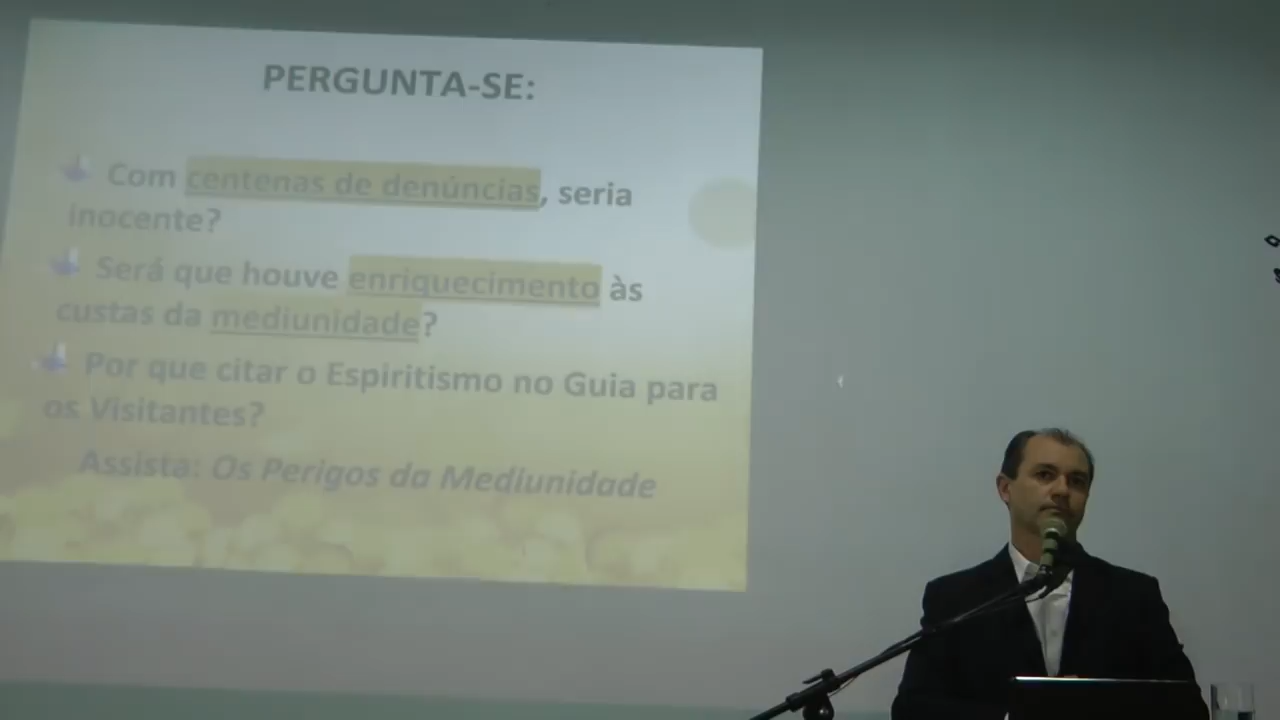 PERGUNTA-SE:
Com centenas de denúncias, seria
inocente?
Será que houve enriquecimento às
custas da mediunidade?
Por que citar o Espiritismo no Guia para
os Visitantes?
Assista: Os Perigos da Mediunidade